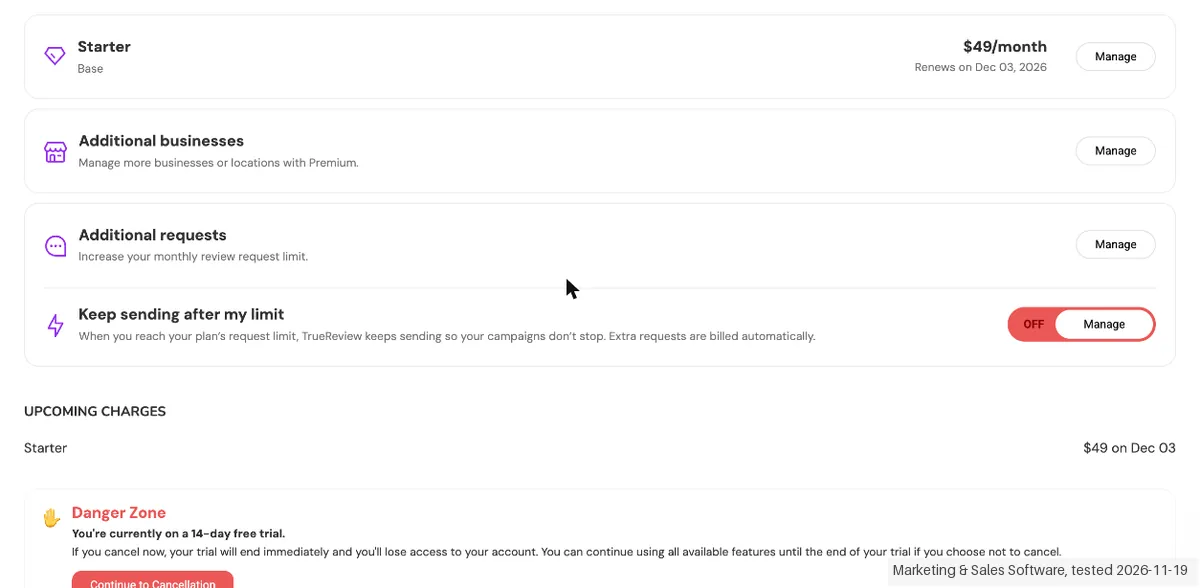 Starter
Base
$49/month
Renews on Dec 03, 2026
Manage
Additional businesses
Manage more businesses or locations with Premium.
Manage
Additional requests
Increase your monthly review request limit.
Manage
Keep sending after my limit
When you reach your plan's request limit, TrueReview keeps sending so your campaigns don't stop. Extra requests are billed automatically.
OFF
Manage
UPCOMING CHARGES
Starter
$49 on Dec 03
Danger Zone
You're currently on a 14-day free trial.
If you cancel now, your trial will end immediately and you'll lose access to your account. You can continue using all available features until the end of your trial if you choose not to cancel.
Continue to Cancellation
Marketing & Sales Software, tested 2026-11-19